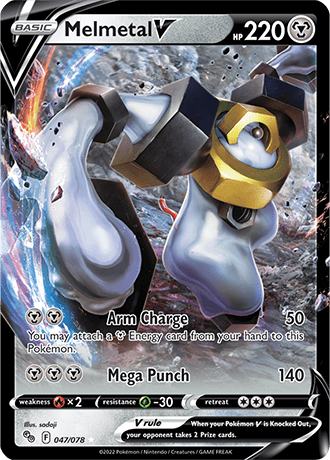 BASIC Melmetal V HP 220
Arm Charge 50
You may attach a Energy card from your hand to this
Pokémon.
Mega Punch 140
weakness ×2 resistance -30 retreat
V rule When your Pokémon V is Knocked Out,
your opponent takes 2 Prize cards.
Illus. sadaji
F 047/078
©2022 Pokémon / Nintendo / Creatures / GAME FREAK